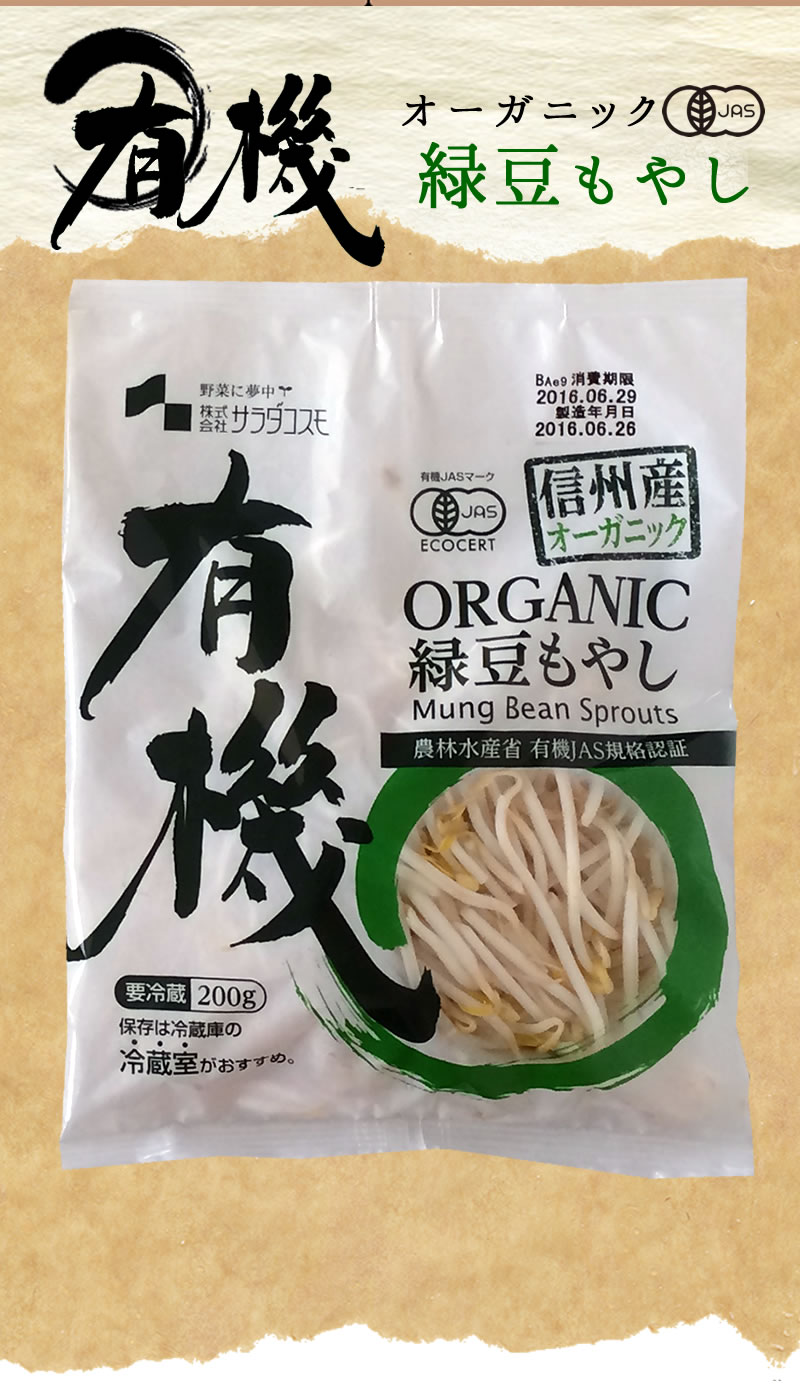 有機
オーガニック JAS
緑豆もやし
野菜に夢中
株式会社 サラダコスモ
BAe9 消費期限
2016.06.29
製造年月日
2016.06.26
有機JASマーク
JAS
ECOCERT
信州産
オーガニック
有機
ORGANIC
緑豆もやし
Mung Bean Sprouts
農林水産省 有機JAS規格認証
要冷蔵 200g
保存は冷蔵庫の
冷蔵室がおすすめ。